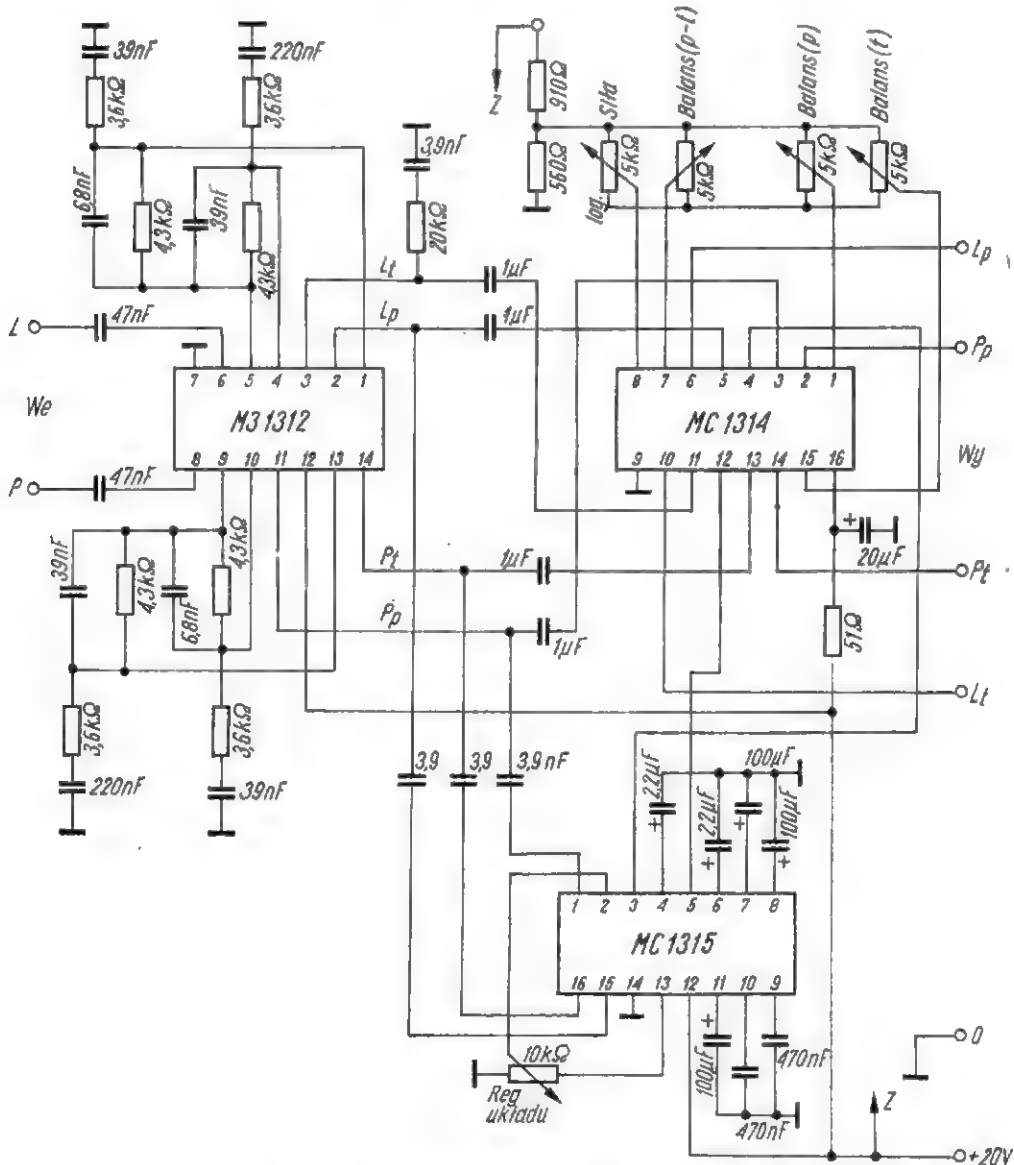 39nF
220nF
3,6kΩ
3,6kΩ
6,8nF
4,3kΩ
39nF
4,3kΩ
3,9nF
20kΩ
Z
910Ω
560Ω
Siła
Balans (p-t)
Balans (p)
Balans (t)
5kΩ
5kΩ
5kΩ
5kΩ
log.
L
47nF
Lt
1μF
Lp
1μF
Lp
Pp
7 6 5 4 3 2 1
M31312
8 9 10 11 12 13 14
8 7 6 5 4 3 2 1
MC 1314
9 10 11 12 13 14 15 16
We
Wy
P
47nF
39nF
4,3kΩ
6,8nF
4,3kΩ
Pt
1μF
Pp
1μF
+
20μF
Pt
51Ω
Lt
3,6kΩ
3,6kΩ
220nF
39nF
3,9
3,9
3,9nF
2,2μF
+
2,2μF
+
100μF
+
100μF
+
1 2 3 4 5 6 7 8
MC 1315
16 15 14 13 12 11 10 9
10kΩ
Reg
układu
+
100μF
470nF
470nF
0
Z
+20V